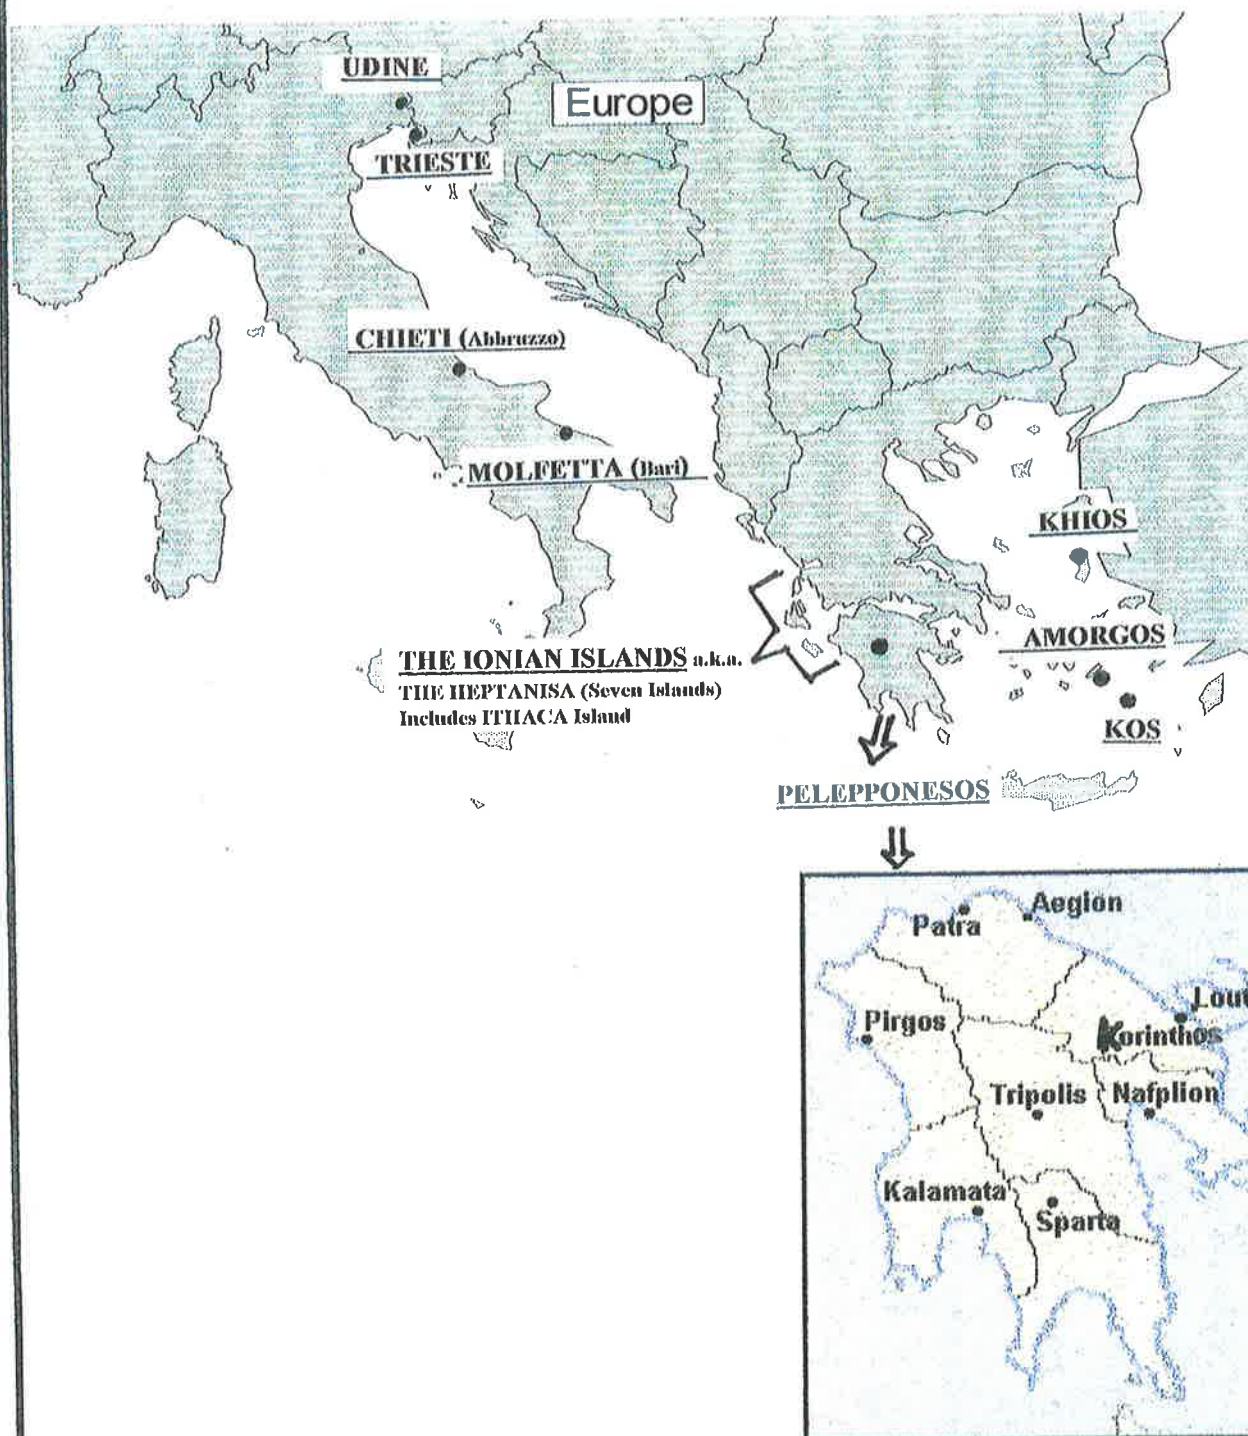 UDINE
Europe
TRIESTE
CHIETI (Abbruzzo)
MOLFETTA (Bari)
KHIOS
AMORGOS
THE IONIAN ISLANDS a.k.a.
THE HEPTANISA (Seven Islands)
Includes ITHACA Island
KOS
PELEPPONESOS
Patra
Aegion
Pirgos
Korinthos
Tripolis
Nafplion
Kalamata
Sparta